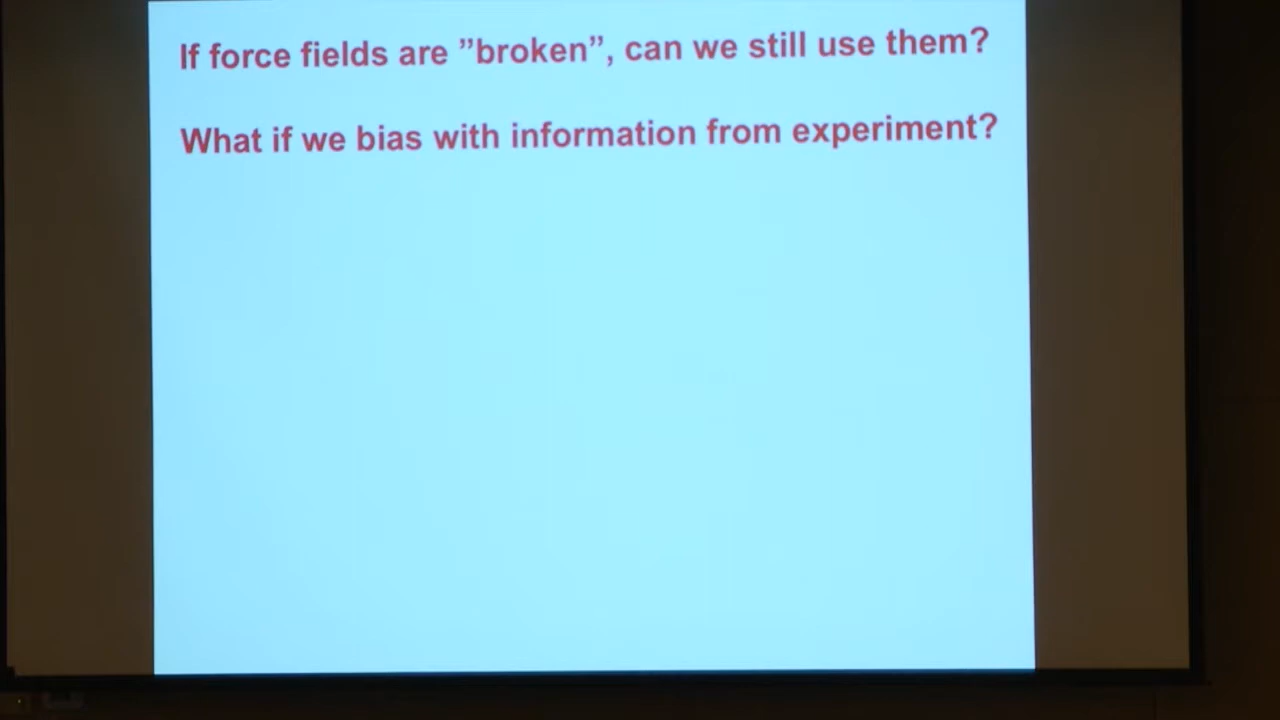 If force fields are ”broken”, can we still use them?
What if we bias with information from experiment?